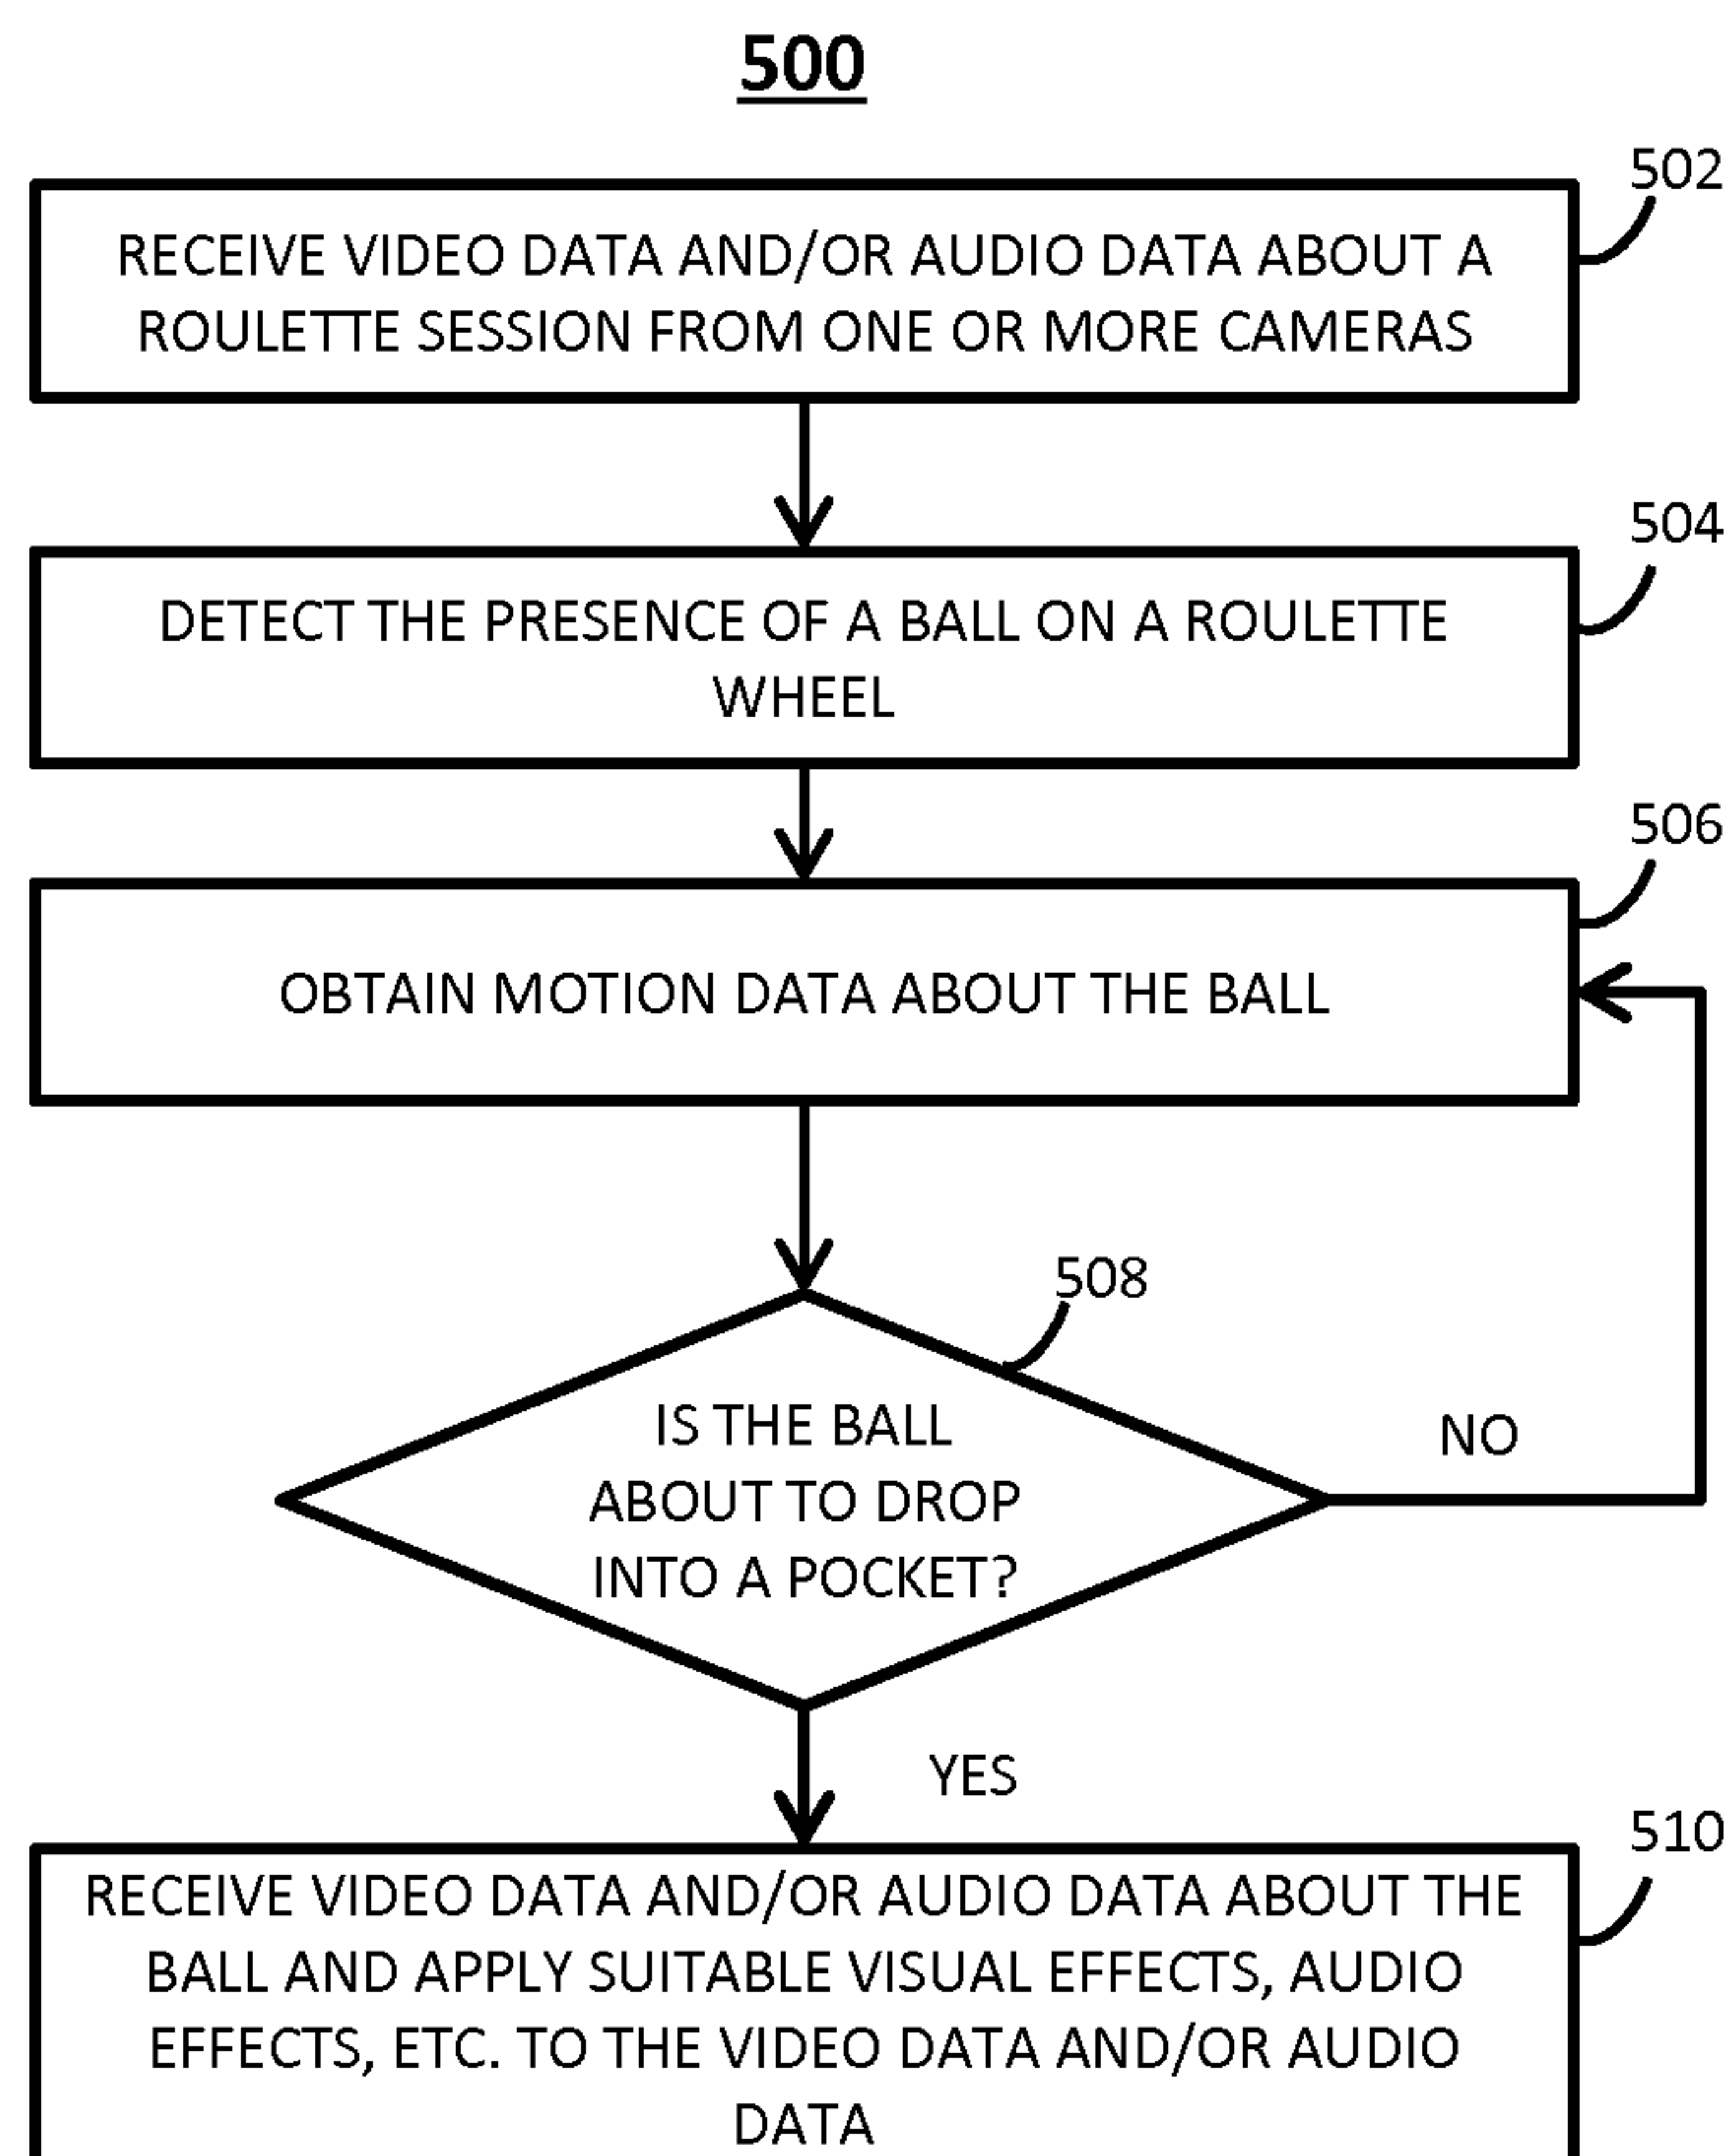 500
502
RECEIVE VIDEO DATA AND/OR AUDIO DATA ABOUT A
ROULETTE SESSION FROM ONE OR MORE CAMERAS
504
DETECT THE PRESENCE OF A BALL ON A ROULETTE
WHEEL
506
OBTAIN MOTION DATA ABOUT THE BALL
508
IS THE BALL
ABOUT TO DROP
INTO A POCKET?
NO
YES
510
RECEIVE VIDEO DATA AND/OR AUDIO DATA ABOUT THE
BALL AND APPLY SUITABLE VISUAL EFFECTS, AUDIO
EFFECTS, ETC. TO THE VIDEO DATA AND/OR AUDIO
DATA